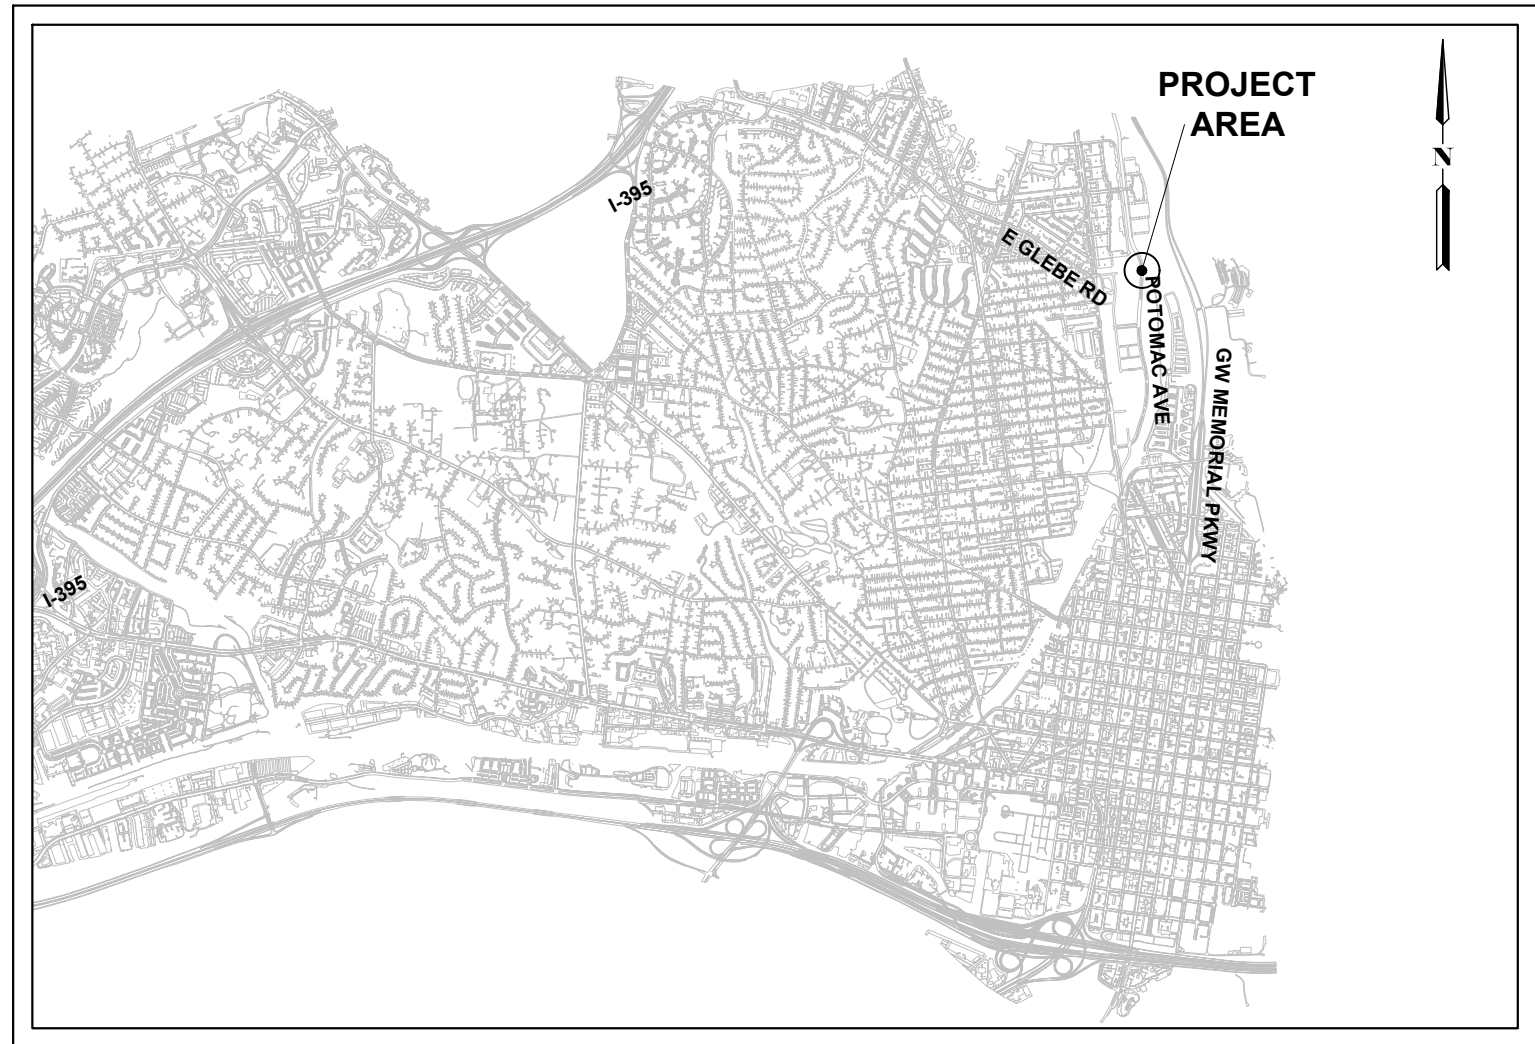 PROJECT
AREA
N
I-395
E GLEBE RD
POTOMAC AVE
GW MEMORIAL PKWY
I-395